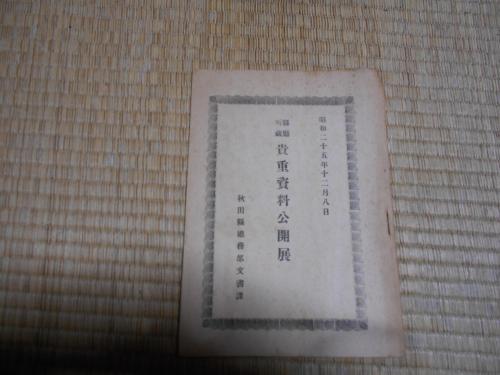 昭和二十五年十二月八日
縣廳
所蔵
貴重資料公開展
秋田縣總務部文書課